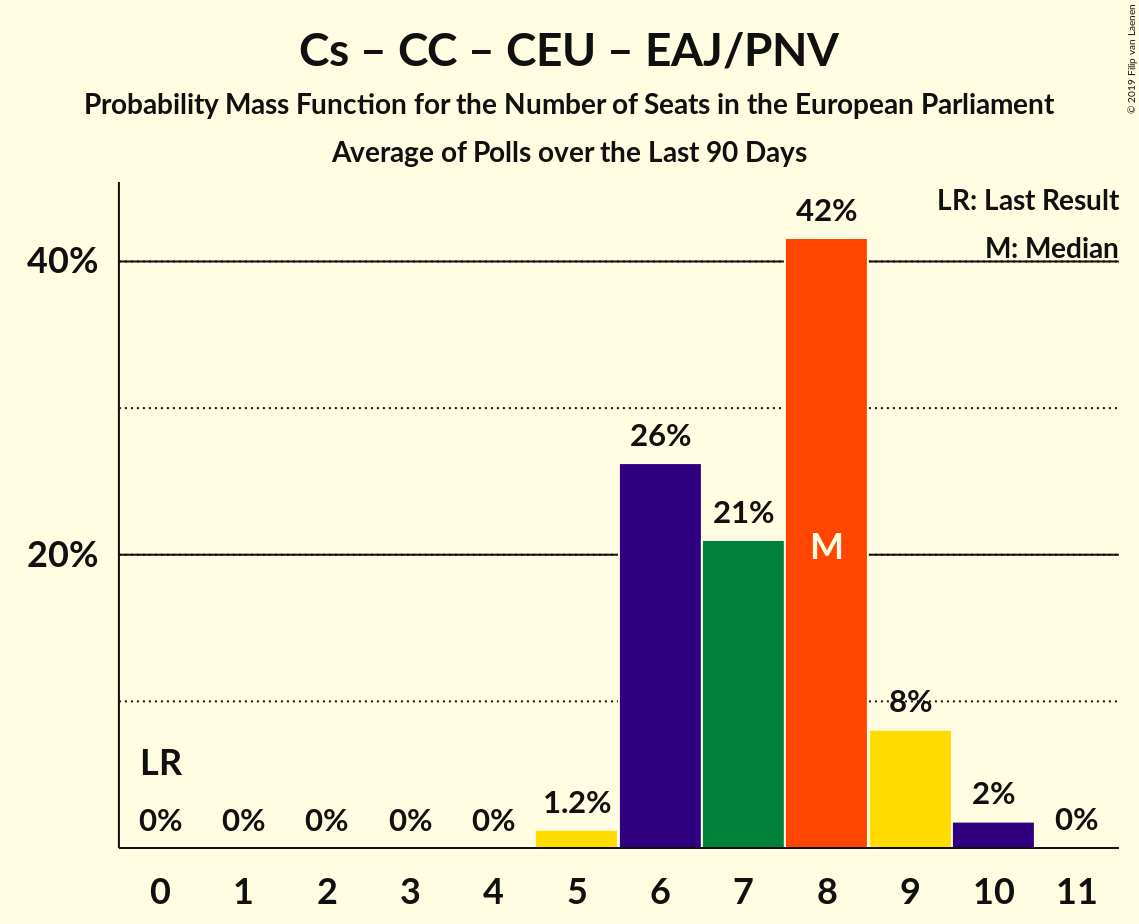 Cs – CC – CEU – EAJ/PNV
Probability Mass Function for the Number of Seats in the European Parliament
Average of Polls over the Last 90 Days
© 2019 Filip van Laenen
LR: Last Result
M: Median
40%
20%
LR
0%
0%
0%
0%
0%
1.2%
26%
21%
42%
M
8%
2%
0%
0 1 2 3 4 5 6 7 8 9 10 11